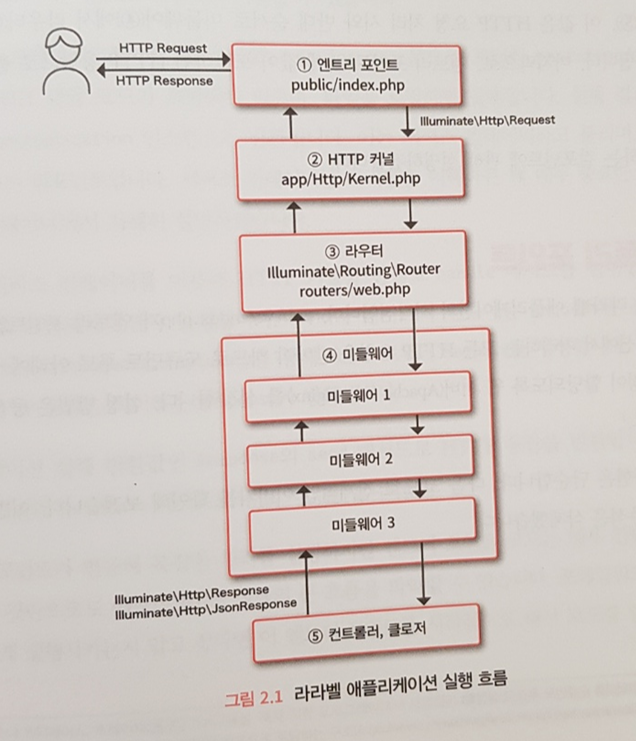 HTTP Request
HTTP Response
① 엔트리 포인트
public/index.php
Illuminate\Http\Request
② HTTP 커널
app/Http/Kernel.php
③ 라우터
Illuminate\Routing\Router
routers/web.php
④ 미들웨어
미들웨어 1
미들웨어 2
미들웨어 3
Illuminate\Http\Response
Illuminate\Http\JsonResponse
⑤ 컨트롤러, 클로저
그림 2.1 라라벨 애플리케이션 실행 흐름